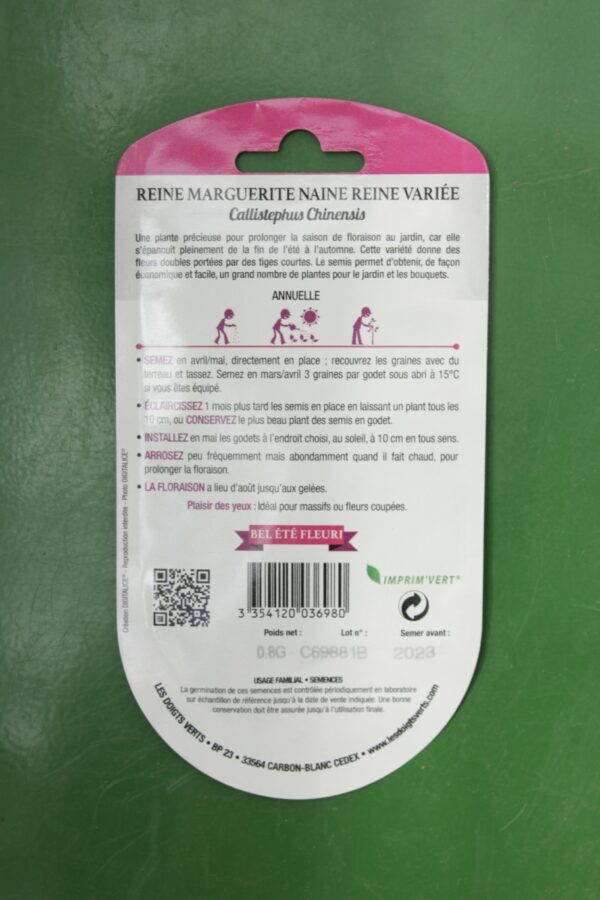 REINE MARGUERITE NAINE REINE VARIÉE
Callistephus Chinensis
Une plante précieuse pour prolonger la saison de floraison au jardin, car elle
s'épanouit pleinement de la fin de l'été à l'automne. Cette variété donne des
fleurs doubles portées par des tiges courtes. Le semis permet d'obtenir, de façon
économique et facile, un grand nombre de plantes pour le jardin et les bouquets.
ANNUELLE
• SEMEZ en avril/mai, directement en place ; recouvrez les graines avec du
terreau et tassez. Semez en mars/avril 3 graines par godet sous abri à 15°C
si vous êtes équipé.
• ÉCLAIRCISSEZ 1 mois plus tard les semis en place en laissant un plant tous les
10 cm, ou CONSERVEZ le plus beau plant des semis en godet.
• INSTALLEZ en mai les godets à l'endroit choisi, au soleil, à 10 cm en tous sens.
• ARROSEZ peu fréquemment mais abondamment quand il fait chaud, pour
prolonger la floraison.
• LA FLORAISON a lieu d'août jusqu'aux gelées.
Plaisir des yeux : Idéal pour massifs ou fleurs coupées.
BEL ÉTÉ FLEURI
Création DIGITALICE® - Reproduction interdite - Photo DIGITALICE®
IMPRIM'VERT®
3 354120 036980
Poids net : Lot n° : Semer avant :
0.8G C69881B 2023
USAGE FAMILIAL • SEMENCES
La germination de ces semences est contrôlée périodiquement en laboratoire
sur échantillon de référence jusqu'à la date de vente indiquée. Une bonne
conservation doit être assurée jusqu'à l'utilisation finale.
LES DOIGTS VERTS • BP 23 • 33564 CARBON-BLANC CEDEX • www.lesdoigtsverts.com